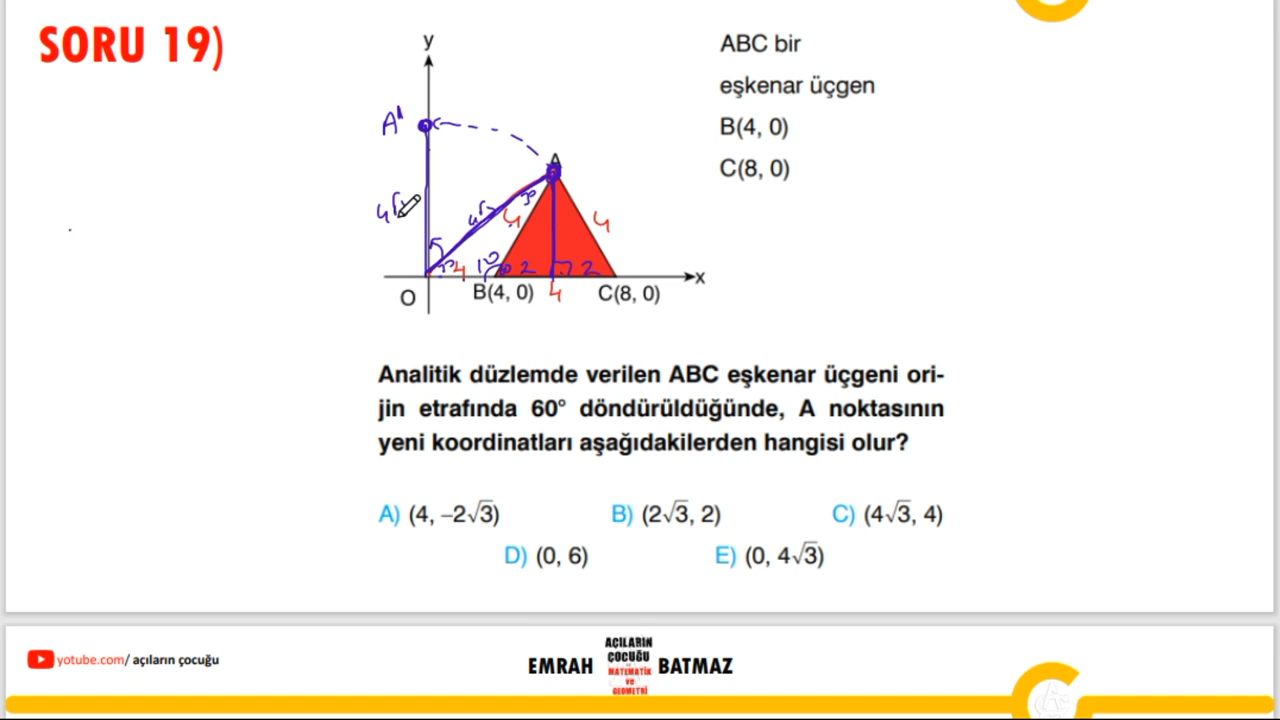 SORU 19)
y
ABC bir
eşkenar üçgen
B(4, 0)
C(8, 0)
A'
A
4√
4√
30
4
4
30
4
2
2
x
O
B(4, 0)
4
C(8, 0)
Analitik düzlemde verilen ABC eşkenar üçgeni ori-
jin etrafında 60° döndürüldüğünde, A noktasının
yeni koordinatları aşağıdakilerden hangisi olur?
A) (4, –2√3)
B) (2√3, 2)
C) (4√3, 4)
D) (0, 6)
E) (0, 4√3)
yotube.com/ açıların çocuğu
EMRAH
AÇILARIN
ÇOCUĞU
MATEMATİK
ve
GEOMETRİ
BATMAZ